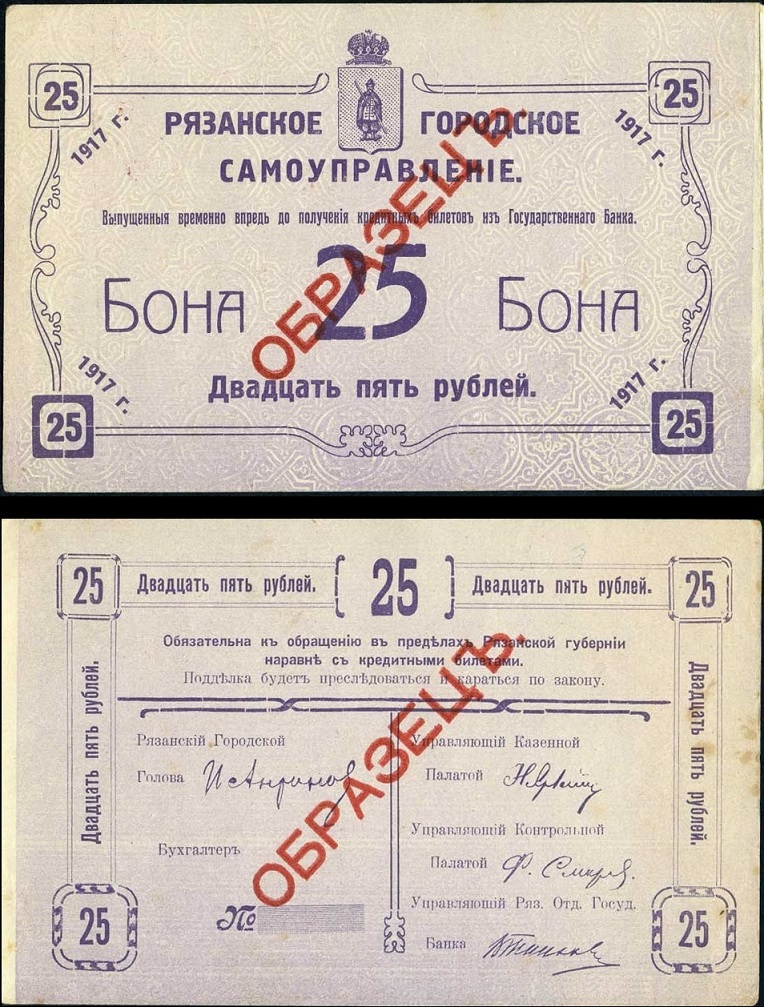 25
25
1917 г.
1917 г.
РЯЗАНСКОЕ ГОРОДСКОЕ
САМОУПРАВЛЕНІЕ.
Выпущенныя временно впредь до полученія кредитныхъ билетовъ изъ Государственнаго Банка.
БОНА 25 БОНА
ОБРАЗЕЦЪ.
Двадцать пять рублей.
1917 г.
1917 г.
25
25
25 Двадцать пять рублей. 25 Двадцать пять рублей. 25
Обязательна къ обращенію въ предѣлахъ Рязанской губерніи
наравнѣ съ кредитными билетами.
Поддѣлка будетъ преслѣдоваться и караться по закону.
Двадцать пять рублей.
Двадцать пять рублей.
ОБРАЗЕЦЪ.
Рязанскій Городской
Голова
Бухгалтеръ
№
Управляющій Казенной
Палатой
Управляющій Контрольной
Палатой
Управляющій Ряз. Отд. Госуд.
Банка
25
25